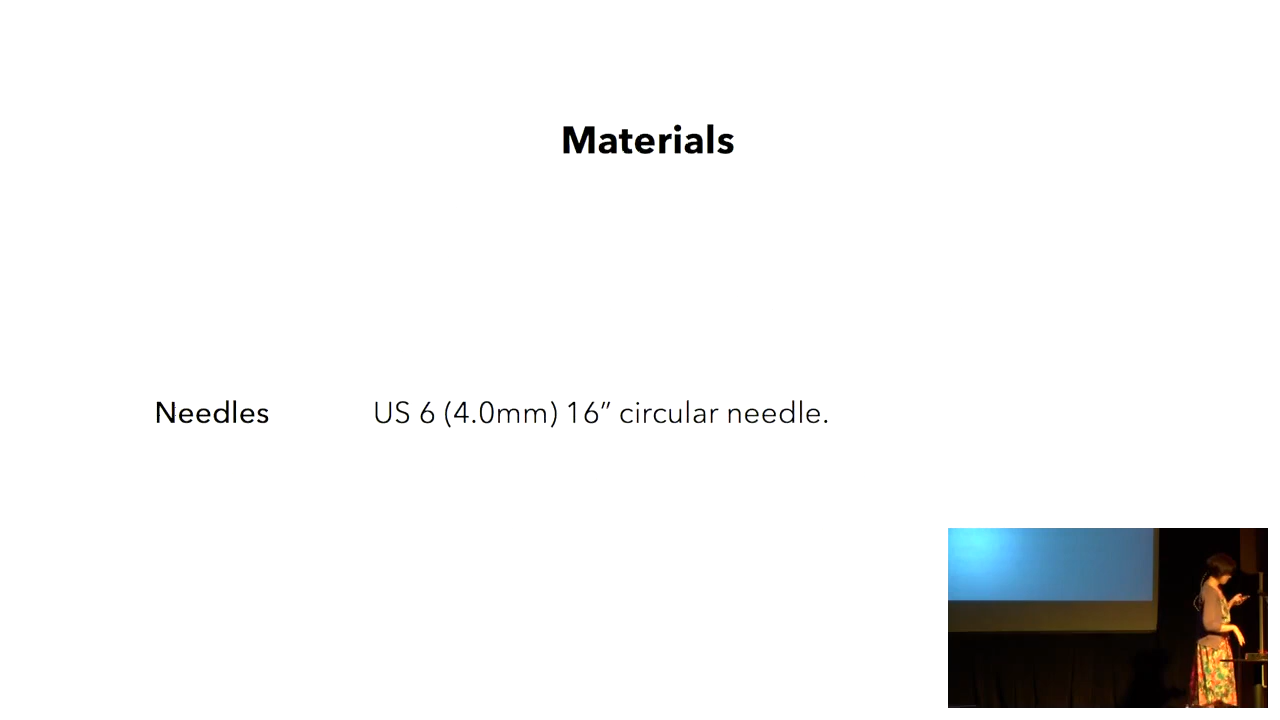 Materials
Needles US 6 (4.0mm) 16” circular needle.